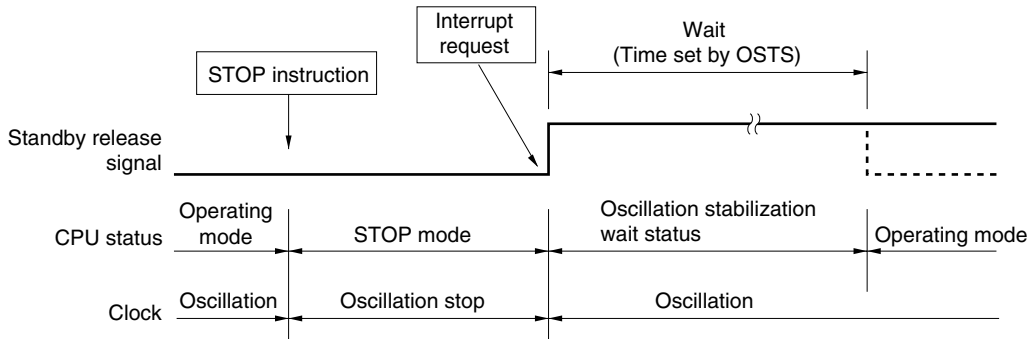 Interrupt
request
Wait
(Time set by OSTS)
STOP instruction
Standby release
signal
Operating
mode
Oscillation stabilization
wait status
CPU status
STOP mode
Operating mode
Clock
Oscillation
Oscillation stop
Oscillation